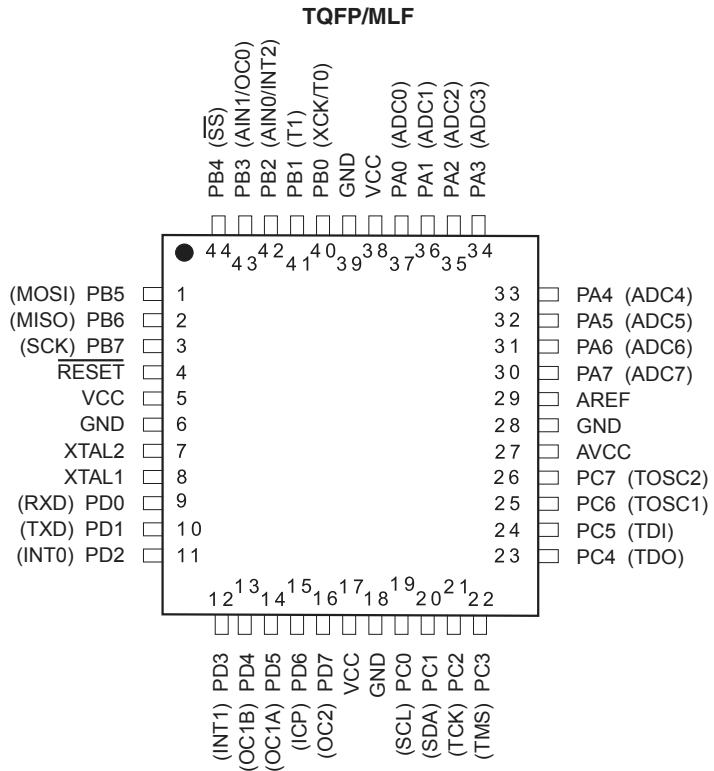 TQFP/MLF
PB4 (SS)
PB3 (AIN1/OC0)
PB2 (AIN0/INT2)
PB1 (T1)
PB0 (XCK/T0)
GND
VCC
PA0 (ADC0)
PA1 (ADC1)
PA2 (ADC2)
PA3 (ADC3)
44
43
42
41
40
39
38
37
36
35
34
(MOSI) PB5 1
(MISO) PB6 2
(SCK) PB7 3
RESET 4
VCC 5
GND 6
XTAL2 7
XTAL1 8
(RXD) PD0 9
(TXD) PD1 10
(INT0) PD2 11
33 PA4 (ADC4)
32 PA5 (ADC5)
31 PA6 (ADC6)
30 PA7 (ADC7)
29 AREF
28 GND
27 AVCC
26 PC7 (TOSC2)
25 PC6 (TOSC1)
24 PC5 (TDI)
23 PC4 (TDO)
12
13
14
15
16
17
18
19
20
21
22
(INT1) PD3
(OC1B) PD4
(OC1A) PD5
(ICP) PD6
(OC2) PD7
VCC
GND
(SCL) PC0
(SDA) PC1
(TCK) PC2
(TMS) PC3